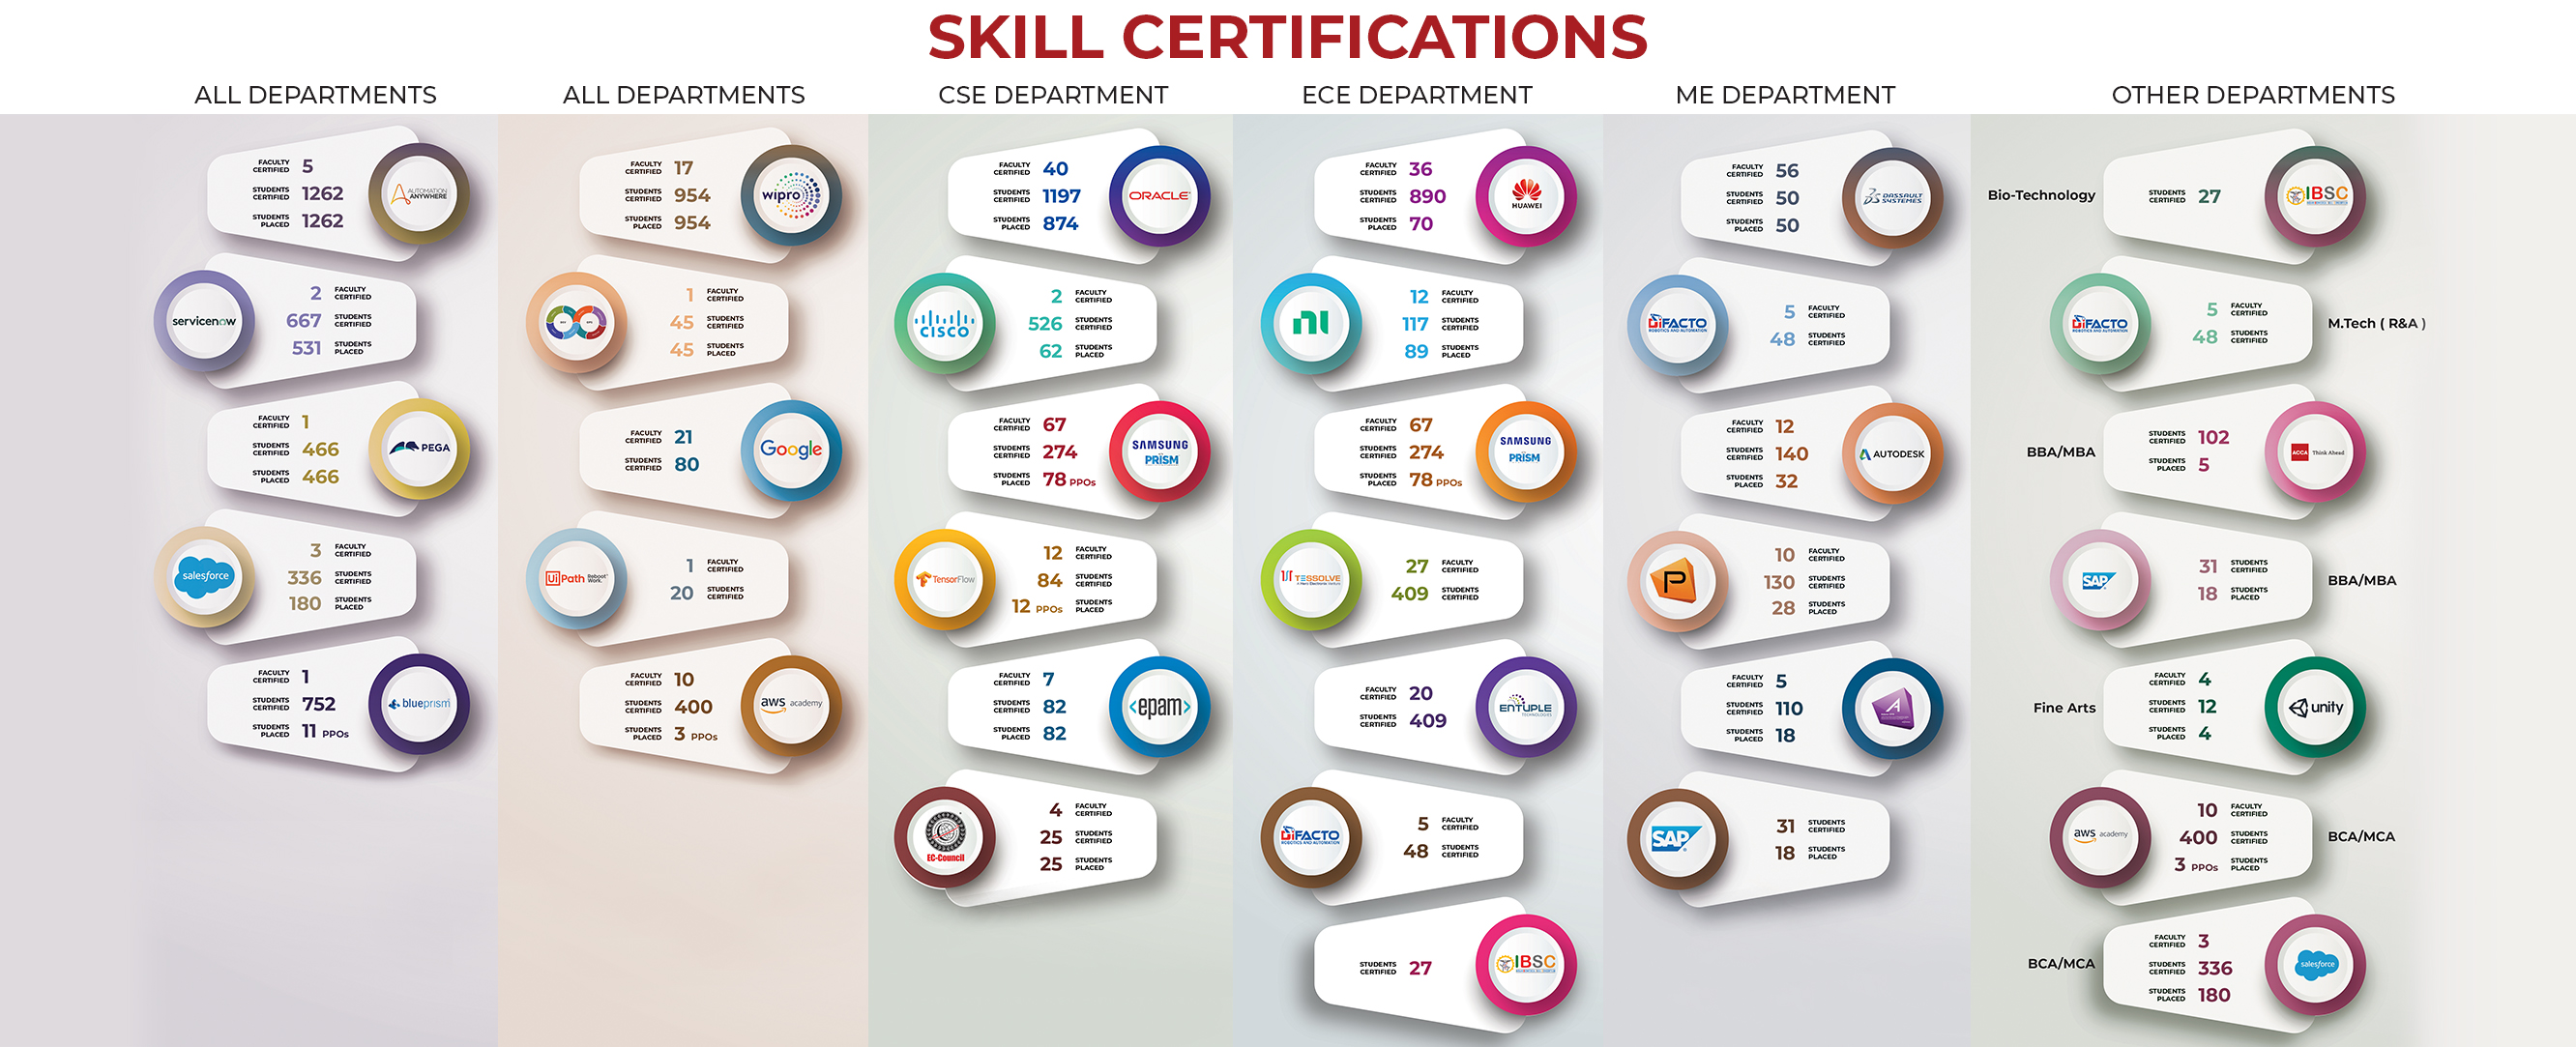 SKILL CERTIFICATIONS
ALL DEPARTMENTS
FACULTY CERTIFIED 5
STUDENTS CERTIFIED 1262
STUDENTS PLACED 1262
AUTOMATION ANYWHERE
servicenow
2 FACULTY CERTIFIED
667 STUDENTS CERTIFIED
531 STUDENTS PLACED
FACULTY CERTIFIED 1
STUDENTS CERTIFIED 466
STUDENTS PLACED 466
PEGA
salesforce
3 FACULTY CERTIFIED
336 STUDENTS CERTIFIED
180 STUDENTS PLACED
FACULTY CERTIFIED 1
STUDENTS CERTIFIED 752
STUDENTS PLACED 11 PPOs
blueprism
ALL DEPARTMENTS
FACULTY CERTIFIED 17
STUDENTS CERTIFIED 954
STUDENTS PLACED 954
wipro
1 FACULTY CERTIFIED
45 STUDENTS CERTIFIED
45 STUDENTS PLACED
FACULTY CERTIFIED 21
STUDENTS CERTIFIED 80
Google
UiPath Reboot Work.
1 FACULTY CERTIFIED
20 STUDENTS CERTIFIED
FACULTY CERTIFIED 10
STUDENTS CERTIFIED 400
STUDENTS PLACED 3 PPOs
aws academy
CSE DEPARTMENT
FACULTY CERTIFIED 40
STUDENTS CERTIFIED 1197
STUDENTS PLACED 874
ORACLE
CISCO
2 FACULTY CERTIFIED
526 STUDENTS CERTIFIED
62 STUDENTS PLACED
FACULTY CERTIFIED 67
STUDENTS CERTIFIED 274
STUDENTS PLACED 78 PPOs
SAMSUNG PRISM
TensorFlow
12 FACULTY CERTIFIED
84 STUDENTS CERTIFIED
12 PPOs STUDENTS PLACED
FACULTY CERTIFIED 7
STUDENTS CERTIFIED 82
STUDENTS PLACED 82
<epam>
EC-Council
4 FACULTY CERTIFIED
25 STUDENTS CERTIFIED
25 STUDENTS PLACED
ECE DEPARTMENT
FACULTY CERTIFIED 36
STUDENTS CERTIFIED 890
STUDENTS PLACED 70
HUAWEI
ni
12 FACULTY CERTIFIED
117 STUDENTS CERTIFIED
89 STUDENTS PLACED
FACULTY CERTIFIED 67
STUDENTS CERTIFIED 274
STUDENTS PLACED 78 PPOs
SAMSUNG PRISM
TESSOLVE
27 FACULTY CERTIFIED
409 STUDENTS CERTIFIED
FACULTY CERTIFIED 20
STUDENTS CERTIFIED 409
ENTUPLE TECHNOLOGIES
DiFACTO ROBOTICS AND AUTOMATION
5 FACULTY CERTIFIED
48 STUDENTS CERTIFIED
STUDENTS CERTIFIED 27
IBSC
ME DEPARTMENT
FACULTY CERTIFIED 56
STUDENTS CERTIFIED 50
STUDENTS PLACED 50
DASSAULT SYSTEMES
DiFACTO ROBOTICS AND AUTOMATION
5 FACULTY CERTIFIED
48 STUDENTS CERTIFIED
FACULTY CERTIFIED 12
STUDENTS CERTIFIED 140
STUDENTS PLACED 32
AUTODESK
P
10 FACULTY CERTIFIED
130 STUDENTS CERTIFIED
28 STUDENTS PLACED
FACULTY CERTIFIED 5
STUDENTS CERTIFIED 110
STUDENTS PLACED 18
A
SAP
31 STUDENTS CERTIFIED
18 STUDENTS PLACED
OTHER DEPARTMENTS
Bio-Technology
STUDENTS CERTIFIED 27
IBSC
DiFACTO ROBOTICS AND AUTOMATION
5 FACULTY CERTIFIED
48 STUDENTS CERTIFIED
M.Tech ( R&A )
BBA/MBA
STUDENTS CERTIFIED 102
STUDENTS PLACED 5
ACCA Think Ahead
SAP
31 STUDENTS CERTIFIED
18 STUDENTS PLACED
BBA/MBA
Fine Arts
FACULTY CERTIFIED 4
STUDENTS CERTIFIED 12
STUDENTS PLACED 4
unity
aws academy
10 FACULTY CERTIFIED
400 STUDENTS CERTIFIED
3 PPOs STUDENTS PLACED
BCA/MCA
BCA/MCA
FACULTY CERTIFIED 3
STUDENTS CERTIFIED 336
STUDENTS PLACED 180
salesforce